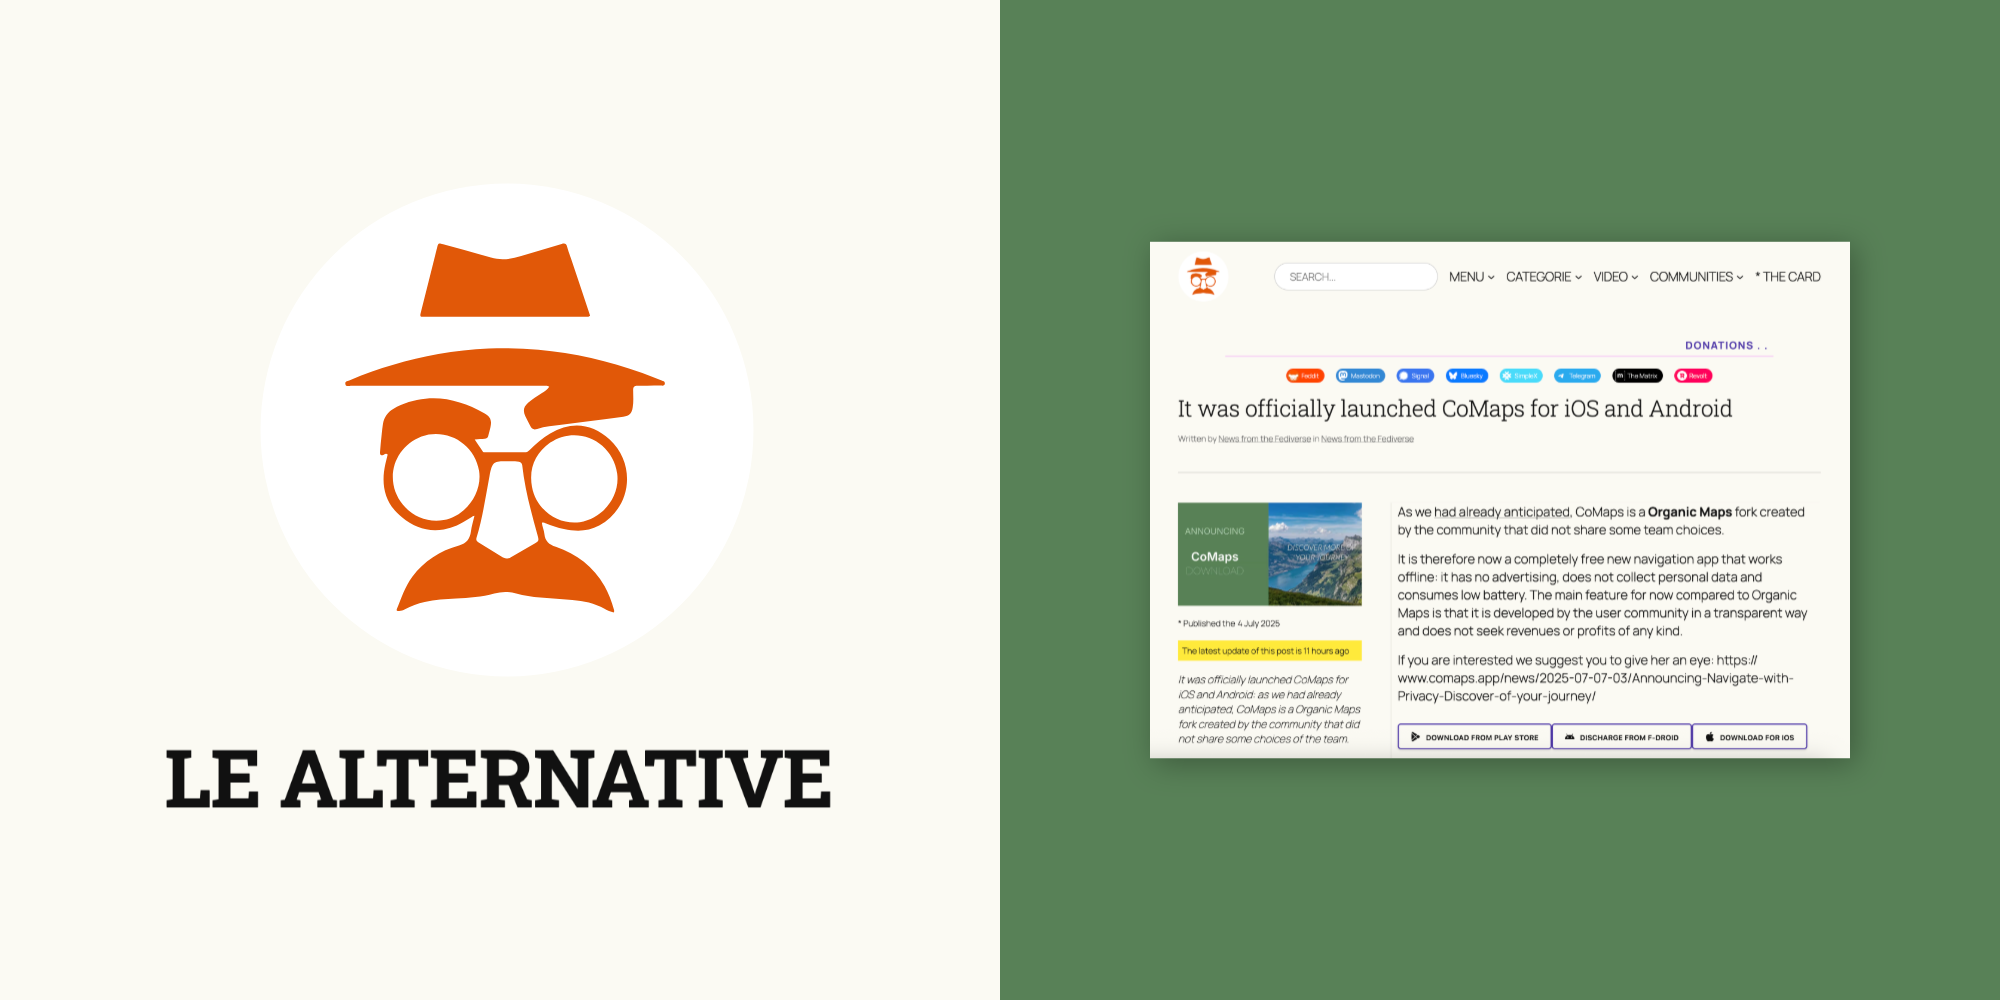 LE ALTERNATIVE
SEARCH...
MENU
CATEGORIE
VIDEO
COMMUNITIES
* THE CARD
DONATIONS . .
Feddit
Mastodon
Signal
Bluesky
SimpleX
Telegram
The Matrix
Revolt
It was officially launched CoMaps for iOS and Android
Written by News from the Fediverse in News from the Fediverse
ANNOUNCING
CoMaps
DOWNLOAD
DISCOVER MORE OF
YOUR JOURNEY
* Published the 4 July 2025
The latest update of this post is 11 hours ago
It was officially launched CoMaps for
iOS and Android: as we had already
anticipated, CoMaps is a Organic Maps
fork created by the community that did
not share some choices of the team.
As we had already anticipated, CoMaps is a Organic Maps fork created
by the community that did not share some team choices.
It is therefore now a completely free new navigation app that works
offline: it has no advertising, does not collect personal data and
consumes low battery. The main feature for now compared to Organic
Maps is that it is developed by the user community in a transparent way
and does not seek revenues or profits of any kind.
If you are interested we suggest you to give her an eye: https://
www.comaps.app/news/2025-07-07-03/Announcing-Navigate-with-
Privacy-Discover-of-your-journey/
DOWNLOAD FROM PLAY STORE
DISCHARGE FROM F-DROID
DOWNLOAD FOR IOS